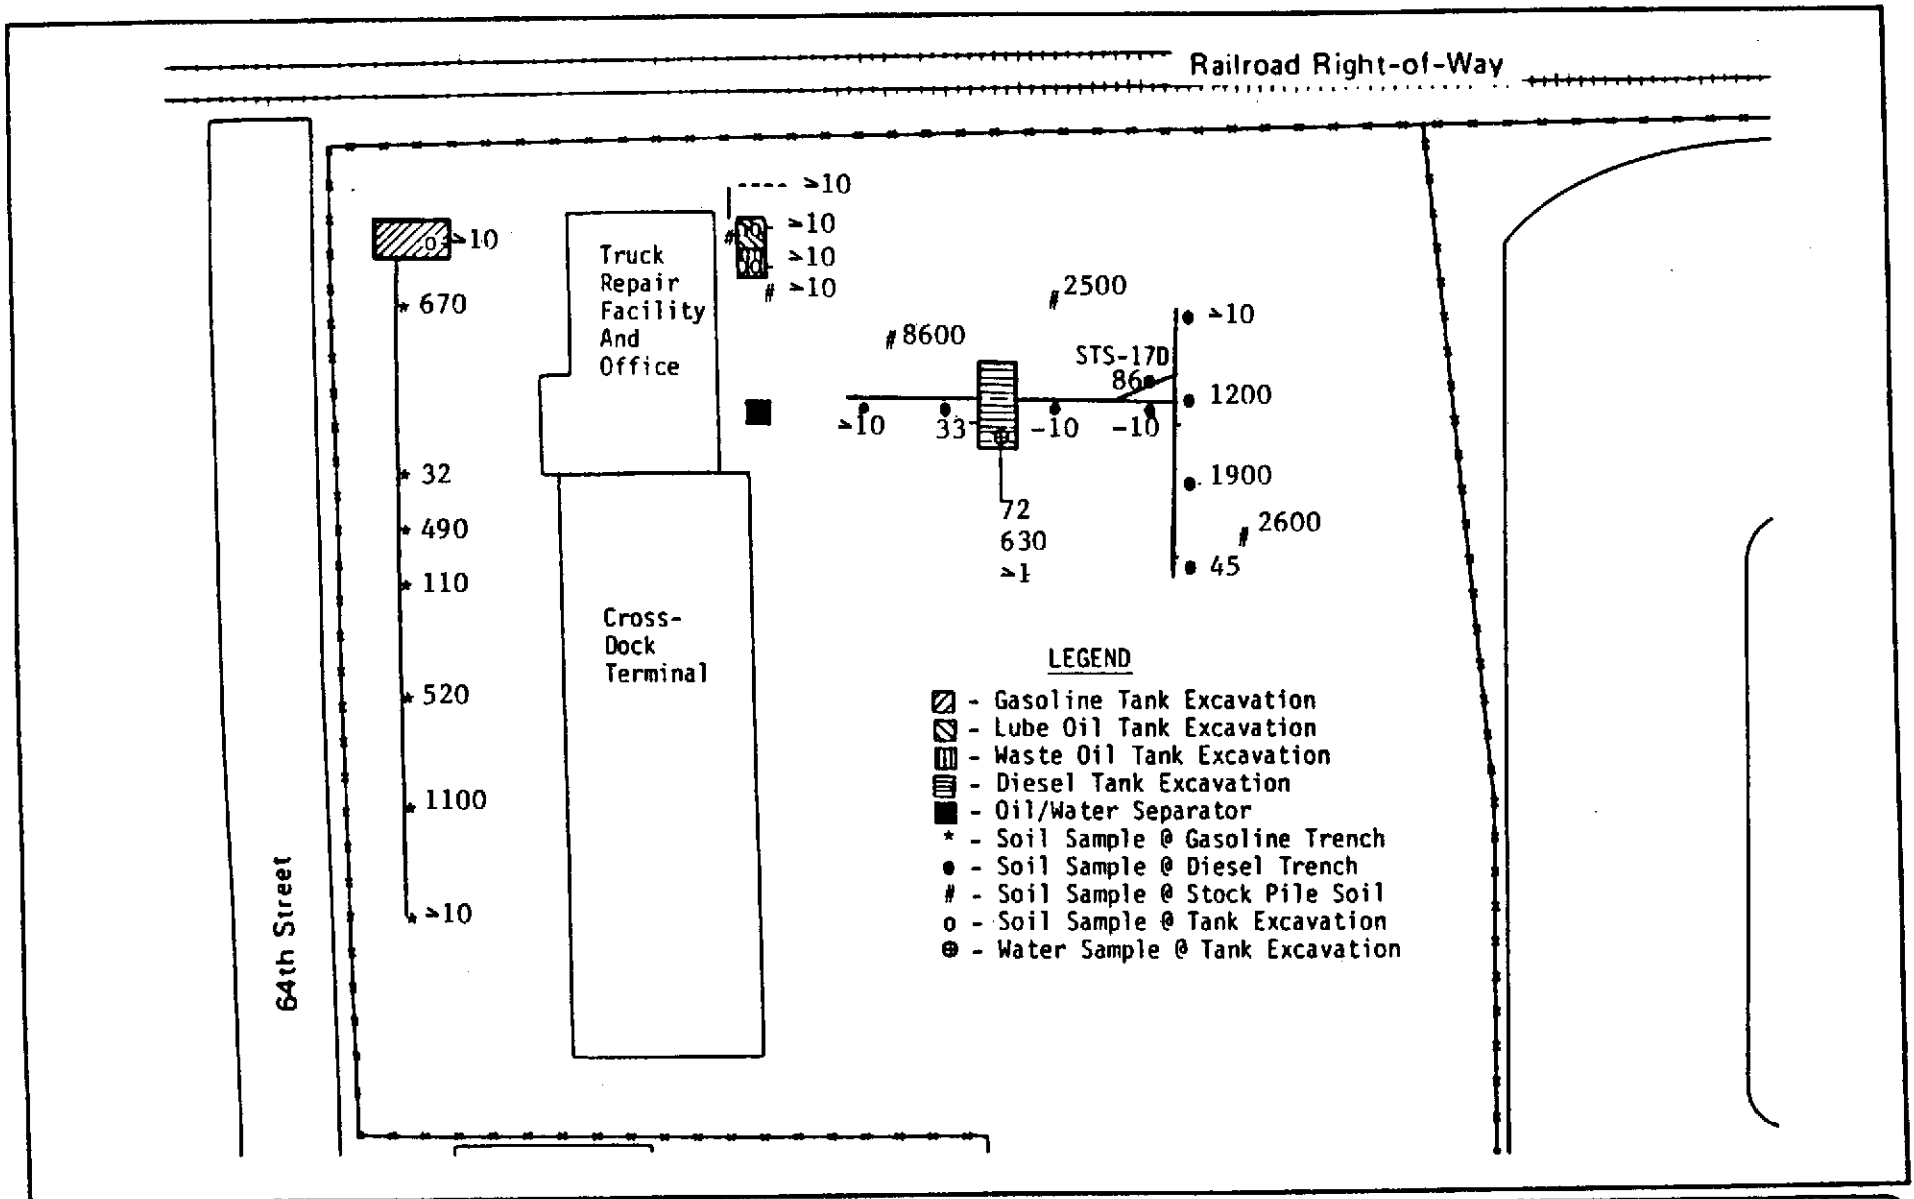 Railroad Right-of-Way
≥10
≥10
≥10
≥10
# ≥10
#
o
Truck
Repair
Facility
And
Office
* 670
#2500
#8600
≥10
STS-17D
86
1200
≥10
33
-10
-10
* 32
1900
* 490
72
630
≥1
# 2600
* 110
45
Cross-
Dock
Terminal
* 520
* 1100
* ≥10
64th Street
LEGEND
- Gasoline Tank Excavation
- Lube Oil Tank Excavation
- Waste Oil Tank Excavation
- Diesel Tank Excavation
- Oil/Water Separator
* - Soil Sample @ Gasoline Trench
● - Soil Sample @ Diesel Trench
# - Soil Sample @ Stock Pile Soil
o - Soil Sample @ Tank Excavation
⊕ - Water Sample @ Tank Excavation